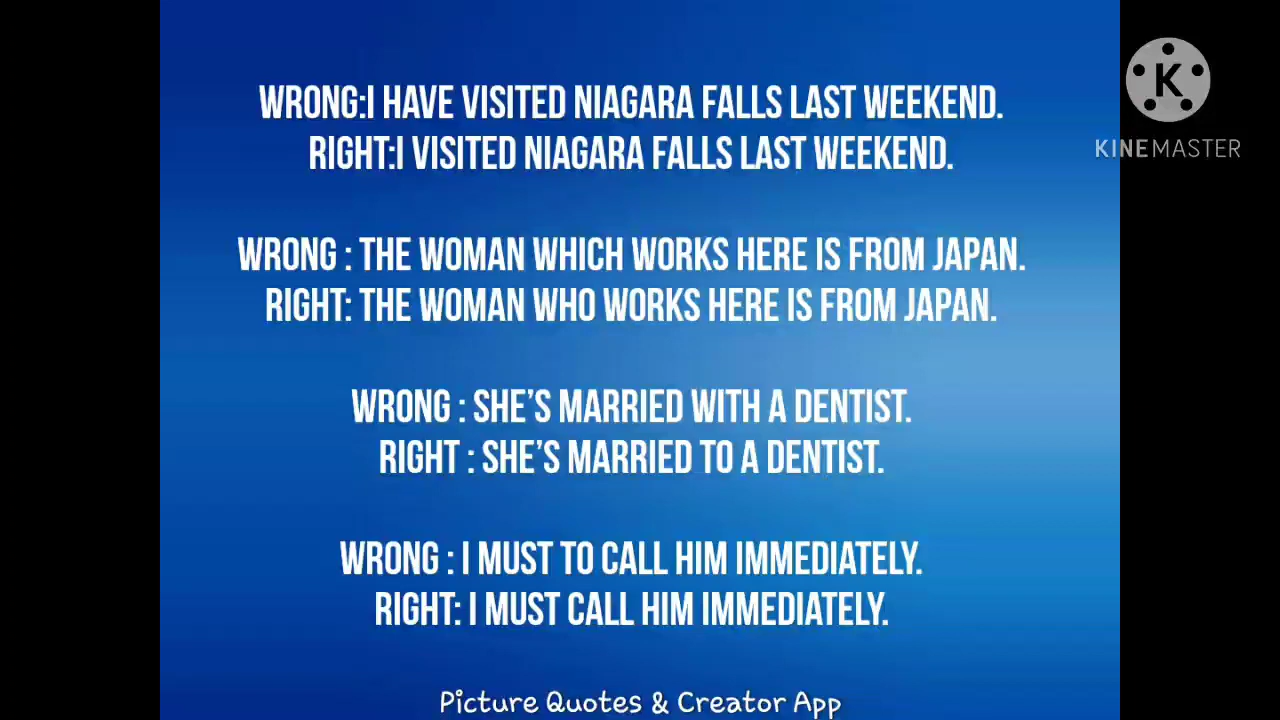 WRONG:I HAVE VISITED NIAGARA FALLS LAST WEEKEND.
RIGHT:I VISITED NIAGARA FALLS LAST WEEKEND.
WRONG : THE WOMAN WHICH WORKS HERE IS FROM JAPAN.
RIGHT: THE WOMAN WHO WORKS HERE IS FROM JAPAN.
WRONG : SHE’S MARRIED WITH A DENTIST.
RIGHT : SHE’S MARRIED TO A DENTIST.
WRONG : I MUST TO CALL HIM IMMEDIATELY.
RIGHT: I MUST CALL HIM IMMEDIATELY.
Picture Quotes & Creator App
K
KINEMASTER